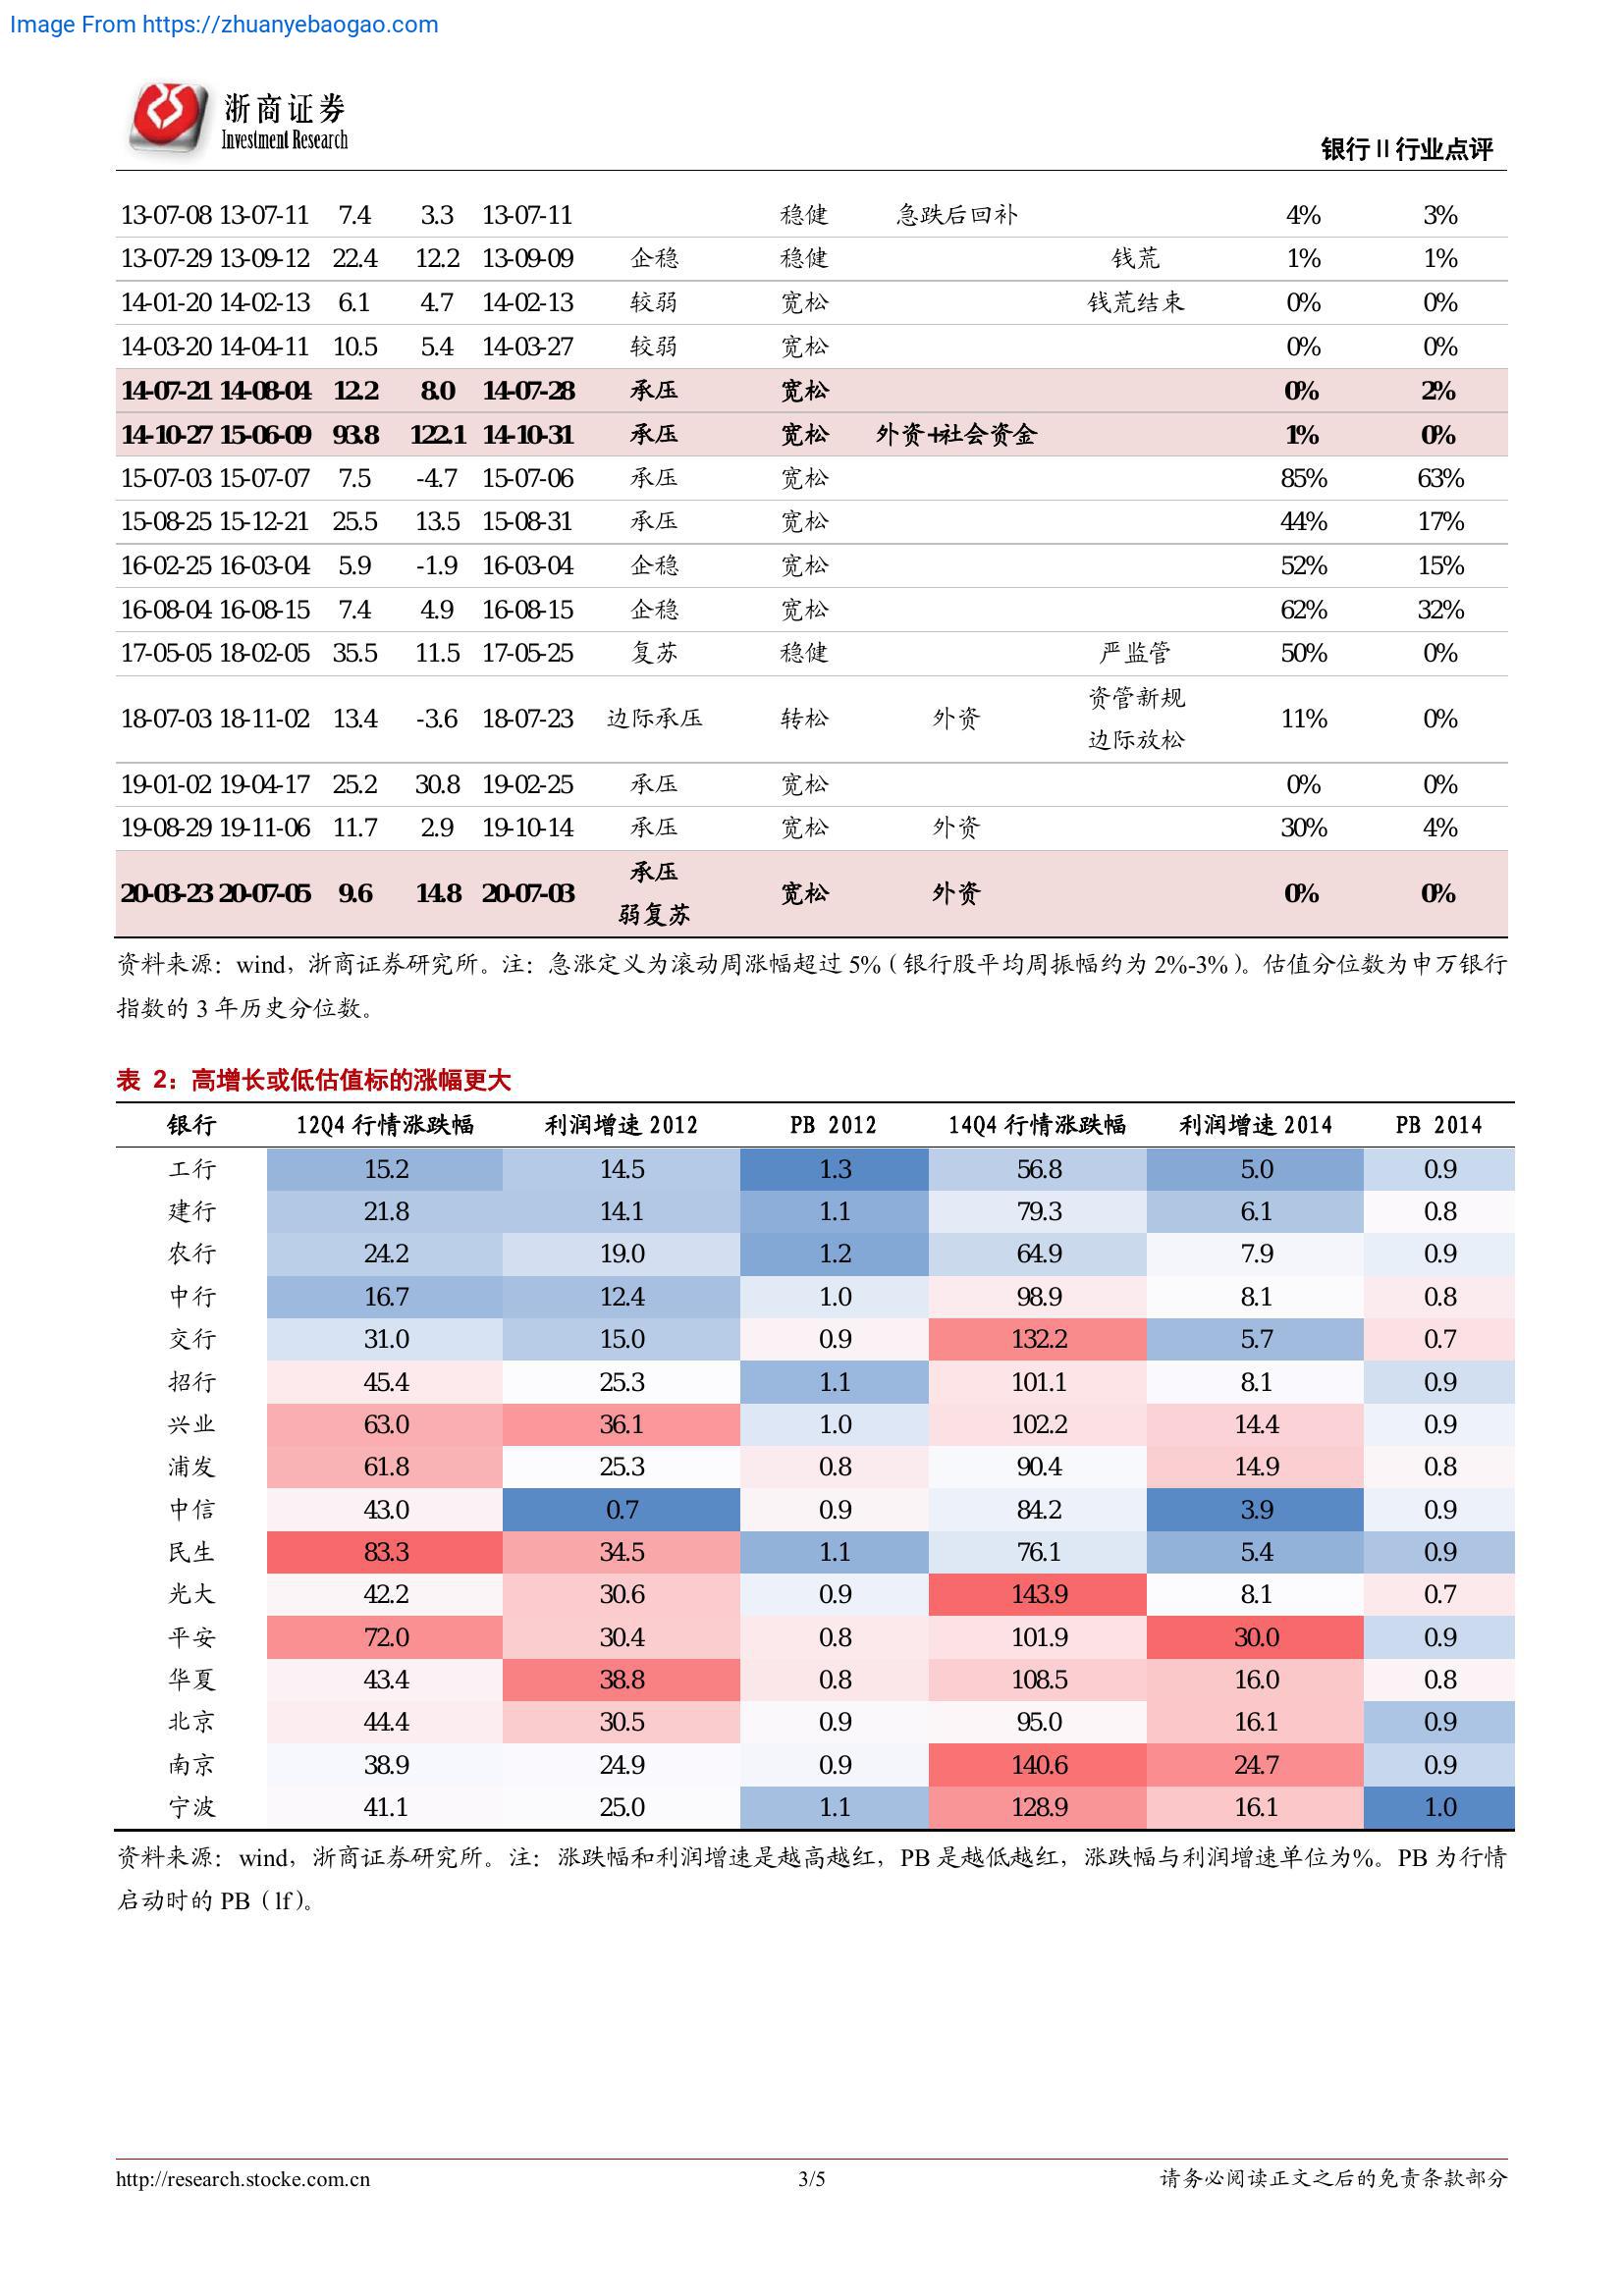 Image From https://zhuanyebaogao.com
浙商证券
Investment Research
银行Ⅱ行业点评
13-07-08 13-07-11 7.4 3.3 13-07-11 稳健 急跌后回补 4% 3%
13-07-29 13-09-12 22.4 12.2 13-09-09 企稳 稳健 钱荒 1% 1%
14-01-20 14-02-13 6.1 4.7 14-02-13 较弱 宽松 钱荒结束 0% 0%
14-03-20 14-04-11 10.5 5.4 14-03-27 较弱 宽松 0% 0%
14-07-21 14-08-04 12.2 8.0 14-07-28 承压 宽松 0% 2%
14-10-27 15-06-09 93.8 122.1 14-10-31 承压 宽松 外资+社会资金 1% 0%
15-07-03 15-07-07 7.5 -4.7 15-07-06 承压 宽松 85% 63%
15-08-25 15-12-21 25.5 13.5 15-08-31 承压 宽松 44% 17%
16-02-25 16-03-04 5.9 -1.9 16-03-04 企稳 宽松 52% 15%
16-08-04 16-08-15 7.4 4.9 16-08-15 企稳 宽松 62% 32%
17-05-05 18-02-05 35.5 11.5 17-05-25 复苏 稳健 严监管 50% 0%
资管新规
18-07-03 18-11-02 13.4 -3.6 18-07-23 边际承压 转松 外资 11% 0%
边际放松
19-01-02 19-04-17 25.2 30.8 19-02-25 承压 宽松 0% 0%
19-08-29 19-11-06 11.7 2.9 19-10-14 承压 宽松 外资 30% 4%
承压
20-03-23 20-07-05 9.6 14.8 20-07-03 宽松 外资 0% 0%
弱复苏
资料来源：wind，浙商证券研究所。注：急涨定义为滚动周涨幅超过 5%（银行股平均周振幅约为 2%-3%）。估值分位数为申万银行
指数的 3 年历史分位数。
表 2：高增长或低估值标的涨幅更大
银行 12Q4 行情涨跌幅 利润增速 2012 PB 2012 14Q4 行情涨跌幅 利润增速 2014 PB 2014
工行 15.2 14.5 1.3 56.8 5.0 0.9
建行 21.8 14.1 1.1 79.3 6.1 0.8
农行 24.2 19.0 1.2 64.9 7.9 0.9
中行 16.7 12.4 1.0 98.9 8.1 0.8
交行 31.0 15.0 0.9 132.2 5.7 0.7
招行 45.4 25.3 1.1 101.1 8.1 0.9
兴业 63.0 36.1 1.0 102.2 14.4 0.9
浦发 61.8 25.3 0.8 90.4 14.9 0.8
中信 43.0 0.7 0.9 84.2 3.9 0.9
民生 83.3 34.5 1.1 76.1 5.4 0.9
光大 42.2 30.6 0.9 143.9 8.1 0.7
平安 72.0 30.4 0.8 101.9 30.0 0.9
华夏 43.4 38.8 0.8 108.5 16.0 0.8
北京 44.4 30.5 0.9 95.0 16.1 0.9
南京 38.9 24.9 0.9 140.6 24.7 0.9
宁波 41.1 25.0 1.1 128.9 16.1 1.0
资料来源：wind，浙商证券研究所。注：涨跌幅和利润增速是越高越红，PB 是越低越红，涨跌幅与利润增速单位为%。PB 为行情
启动时的 PB（lf）。
http://research.stocke.com.cn 3/5 请务必阅读正文之后的免责条款部分